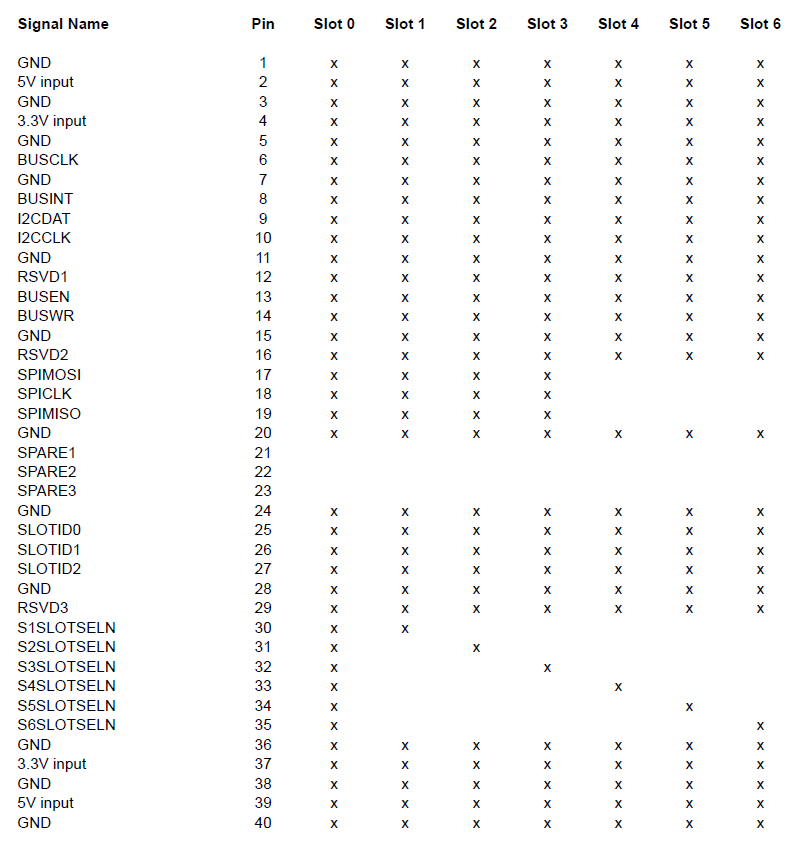 Signal Name Pin Slot 0 Slot 1 Slot 2 Slot 3 Slot 4 Slot 5 Slot 6
GND 1 x x x x x x x
5V input 2 x x x x x x x
GND 3 x x x x x x x
3.3V input 4 x x x x x x x
GND 5 x x x x x x x
BUSCLK 6 x x x x x x x
GND 7 x x x x x x x
BUSINT 8 x x x x x x x
I2CDAT 9 x x x x x x x
I2CCLK 10 x x x x x x x
GND 11 x x x x x x x
RSVD1 12 x x x x x x x
BUSEN 13 x x x x x x x
BUSWR 14 x x x x x x x
GND 15 x x x x x x x
RSVD2 16 x x x x x x x
SPIMOSI 17 x x x x
SPICLK 18 x x x x
SPIMISO 19 x x x x
GND 20 x x x x x x x
SPARE1 21
SPARE2 22
SPARE3 23
GND 24 x x x x x x x
SLOTID0 25 x x x x x x x
SLOTID1 26 x x x x x x x
SLOTID2 27 x x x x x x x
GND 28 x x x x x x x
RSVD3 29 x x x x x x x
S1SLOTSELN 30 x x
S2SLOTSELN 31 x x
S3SLOTSELN 32 x x
S4SLOTSELN 33 x x
S5SLOTSELN 34 x x
S6SLOTSELN 35 x x
GND 36 x x x x x x x
3.3V input 37 x x x x x x x
GND 38 x x x x x x x
5V input 39 x x x x x x x
GND 40 x x x x x x x